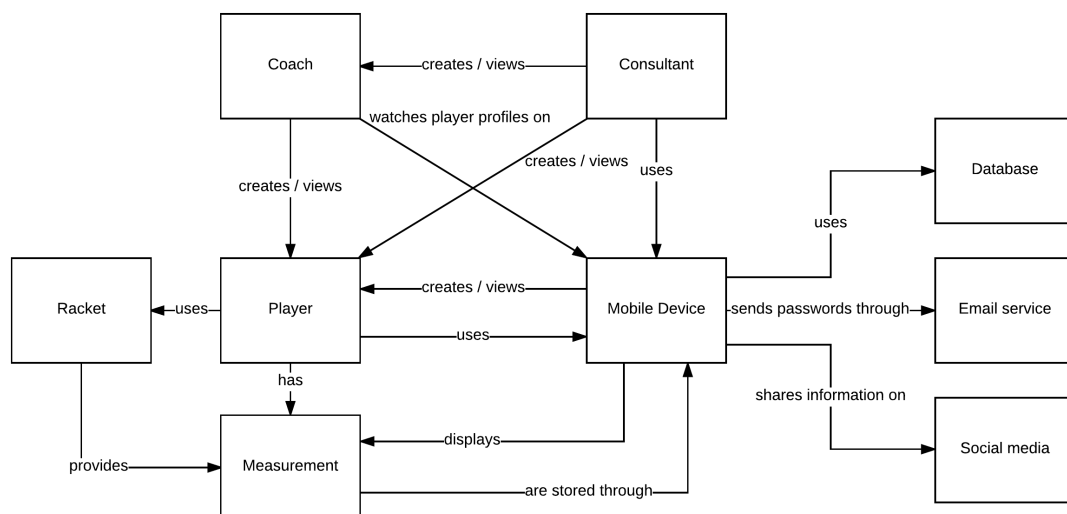 Coach
creates / views
Consultant
watches player profiles on
creates / views
uses
Database
creates / views
uses
Racket
uses
Player
creates / views
Mobile Device
sends passwords through
Email service
uses
has
shares information on
displays
Social media
provides
Measurement
are stored through